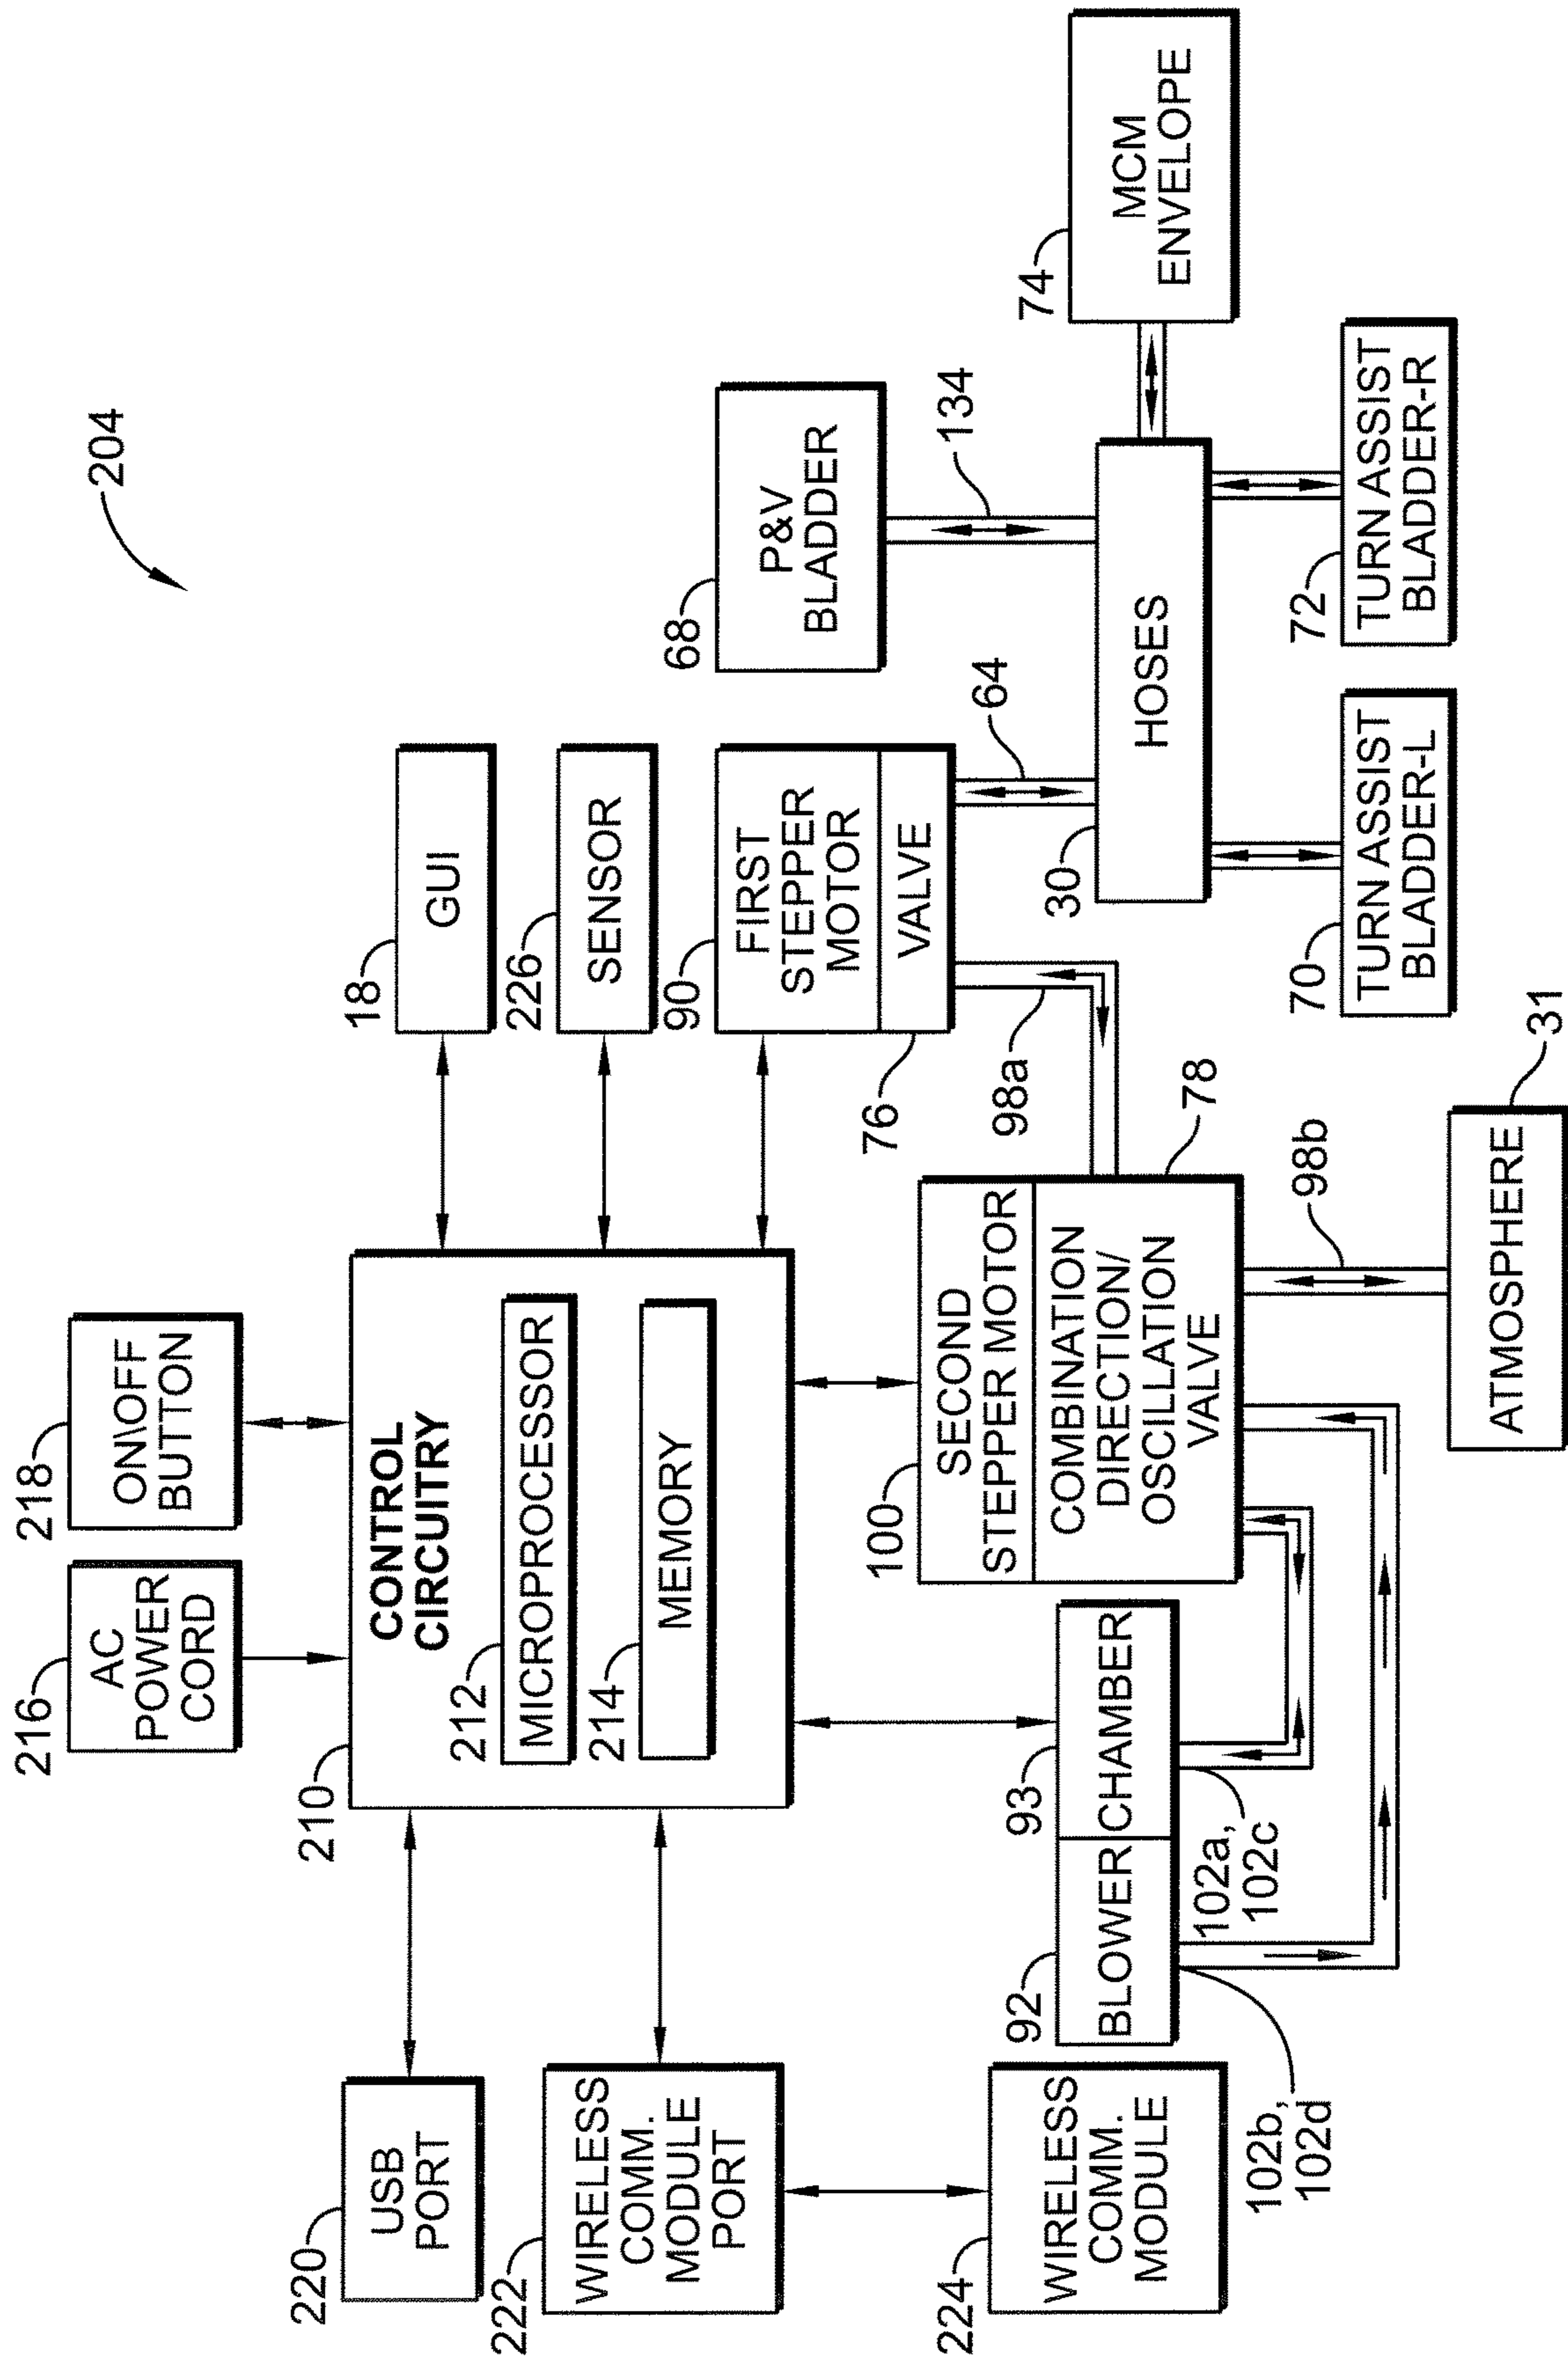 204
216
AC
POWER
CORD
218
ON\OFF
BUTTON
210
CONTROL
CIRCUITRY
212
MICROPROCESSOR
214
MEMORY
220
USB
PORT
222
WIRELESS
COMM.
MODULE
PORT
224
WIRELESS
COMM.
MODULE
18
GUI
226
SENSOR
90
FIRST
STEPPER
MOTOR
VALVE
76
68
P&V
BLADDER
134
64
98a
74
MCM
ENVELOPE
30
HOSES
70
TURN ASSIST
BLADDER-L
72
TURN ASSIST
BLADDER-R
100
SECOND
STEPPER MOTOR
COMBINATION
DIRECTION/
OSCILLATION
VALVE
78
98b
ATMOSPHERE
31
92
BLOWER
93
CHAMBER
102a,
102c
102b,
102d